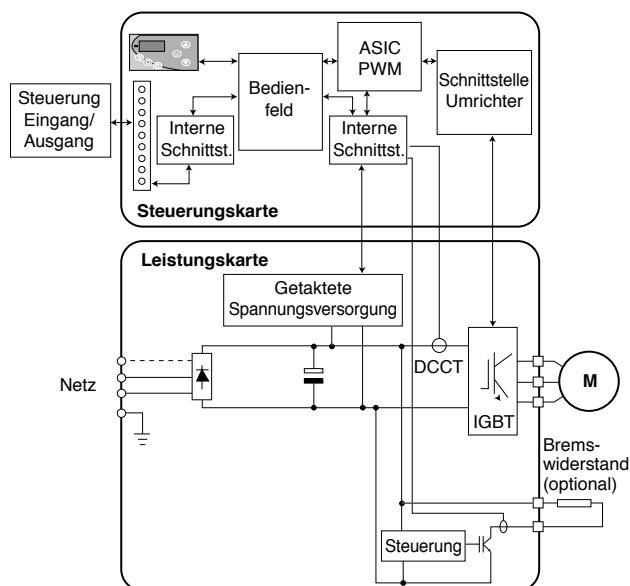 ASIC
PWM
Bedien-
feld
Schnittstelle
Umrichter
Steuerung
Eingang/
Ausgang
Interne
Schnittst.
Interne
Schnittst.
Steuerungskarte
Leistungskarte
Getaktete
Spannungsversorgung
DCCT
Netz
M
IGBT
Brems-
widerstand
(optional)
Steuerung